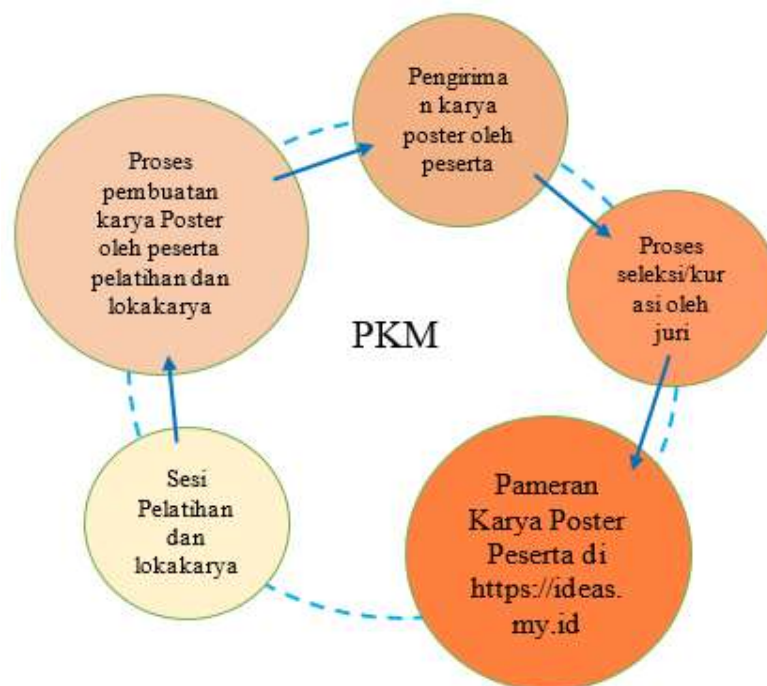 Sesi
Pelatihan
dan
lokakarya
Proses
pembuatan
karya Poster
oleh peserta
pelatihan dan
lokakarya
Pengirima
n karya
poster oleh
peserta
Proses
seleksi/kur
asi oleh
juri
Pameran
Karya Poster
Peserta di
https://ideas.
my.id
PKM